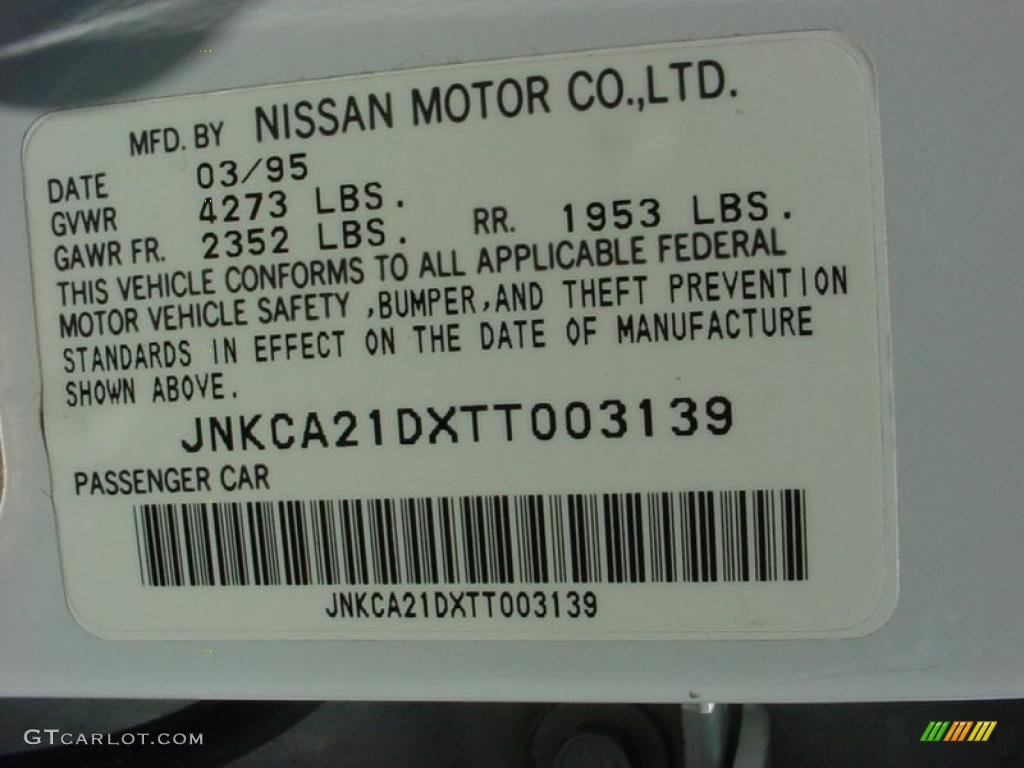 MFD. BY NISSAN MOTOR CO.,LTD.
DATE 03/95
GVWR 4273 LBS.
GAWR FR. 2352 LBS. RR. 1953 LBS.
THIS VEHICLE CONFORMS TO ALL APPLICABLE FEDERAL
MOTOR VEHICLE SAFETY ,BUMPER,AND THEFT PREVENTION
STANDARDS IN EFFECT ON THE DATE OF MANUFACTURE
SHOWN ABOVE.
JNKCA21DXTT003139
PASSENGER CAR
JNKCA21DXTT003139
GTCARLOT.COM